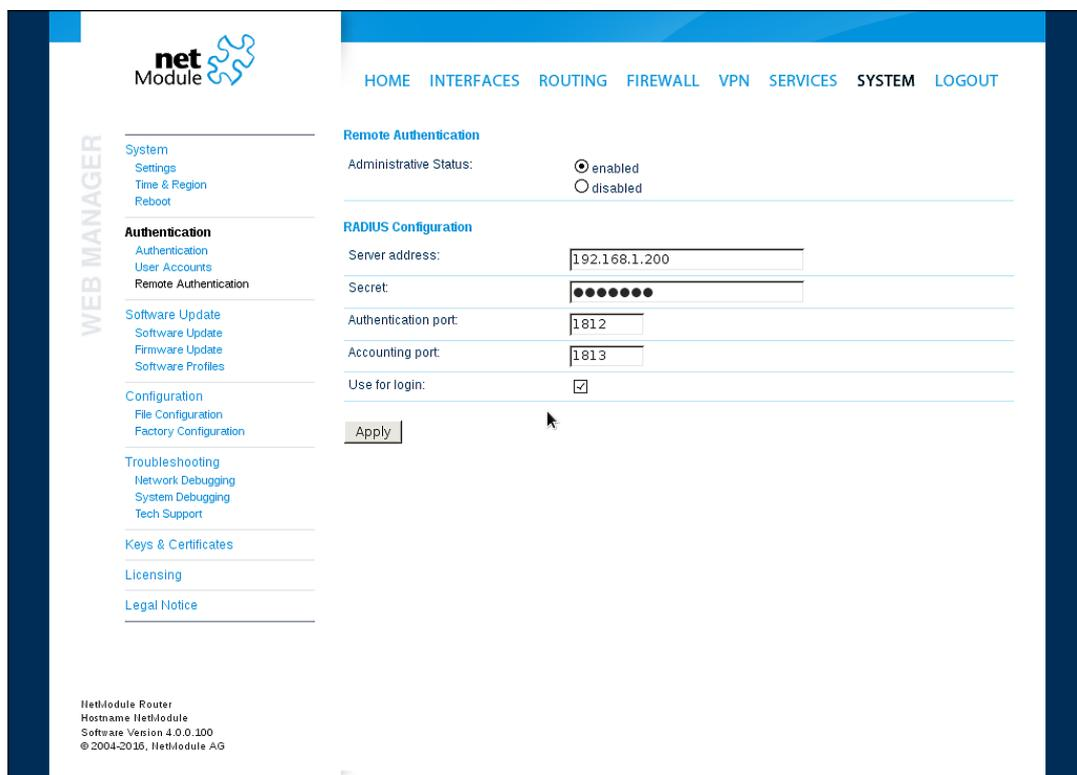 net
Module
HOME INTERFACES ROUTING FIREWALL VPN SERVICES SYSTEM LOGOUT
WEB MANAGER
System
Settings
Time & Region
Reboot
Authentication
Authentication
User Accounts
Remote Authentication
Software Update
Software Update
Firmware Update
Software Profiles
Configuration
File Configuration
Factory Configuration
Troubleshooting
Network Debugging
System Debugging
Tech Support
Keys & Certificates
Licensing
Legal Notice
Remote Authentication
Administrative Status:
enabled
disabled
RADIUS Configuration
Server address: 192.168.1.200
Secret: ●●●●●●●
Authentication port: 1812
Accounting port: 1813
Use for login:
Apply
NetModule Router
Hostname NetModule
Software Version 4.0.0.100
© 2004-2016, NetModule AG